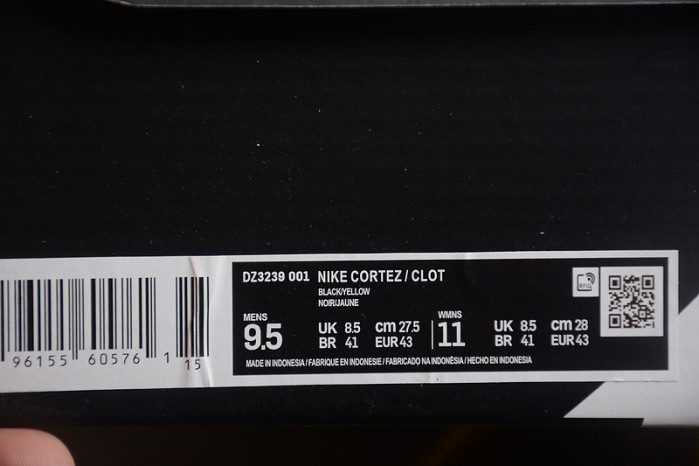 DZ3239 001 NIKE CORTEZ / CLOT
BLACK/YELLOW
NOIR/JAUNE
MENS
9.5
UK 8.5 cm 27.5
BR 41 EUR 43
WMNS
11
UK 8.5 cm 28
BR 41 EUR 43
MADE IN INDONESIA / FABRIQUE EN INDONESIE / FABRICADO NA INDONÉSIA / HECHO EN INDONESIA
96155 60576 1 15